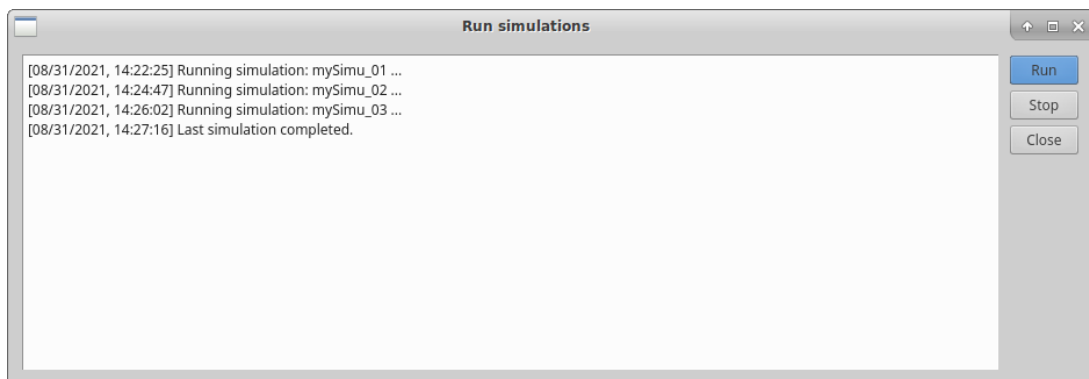 Run simulations
[08/31/2021, 14:22:25] Running simulation: mySimu_01 ...
[08/31/2021, 14:24:47] Running simulation: mySimu_02 ...
[08/31/2021, 14:26:02] Running simulation: mySimu_03 ...
[08/31/2021, 14:27:16] Last simulation completed.
Run
Stop
Close